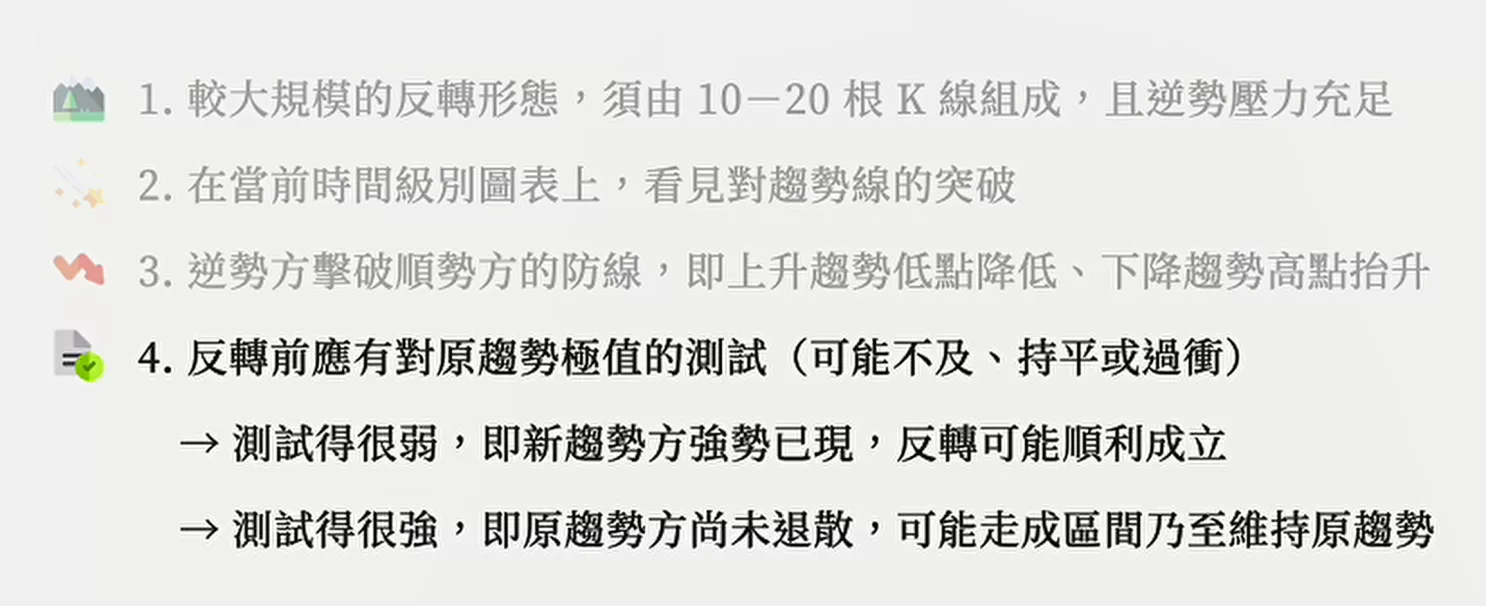 1. 較大規模的反轉形態，須由 10－20 根 K 線組成，且逆勢壓力充足
2. 在當前時間級別圖表上，看見對趨勢線的突破
3. 逆勢方擊破順勢方的防線，即上升趨勢低點降低、下降趨勢高點抬升
4. 反轉前應有對原趨勢極值的測試（可能不及、持平或過衝）
→ 測試得很弱，即新趨勢方強勢已現，反轉可能順利成立
→ 測試得很強，即原趨勢方尚未退散，可能走成區間乃至維持原趨勢